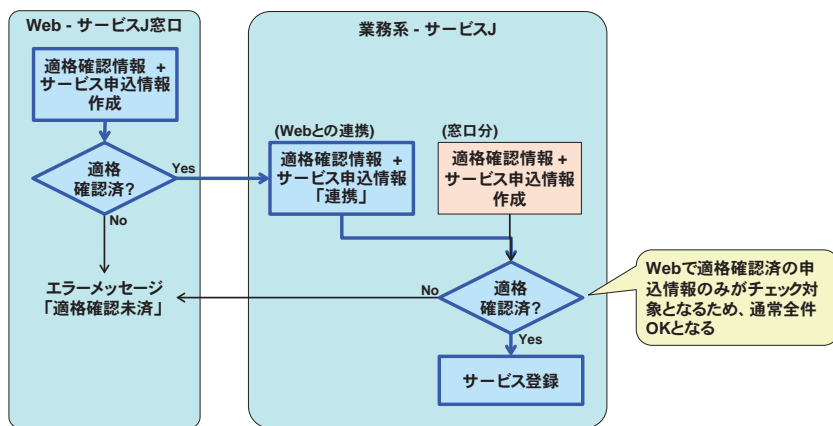 Web - サービスJ窓口
適格確認情報 +
サービス申込情報
作成
適格
確認済?
Yes
No
エラーメッセージ
「適格確認未済」
業務系 - サービスJ
(Webとの連携)
適格確認情報 +
サービス申込情報
「連携」
(窓口分)
適格確認情報 +
サービス申込情報
作成
適格
確認済?
No
Yes
サービス登録
Webで適格確認済の申
込情報のみがチェック対
象となるため、通常全件
OKとなる